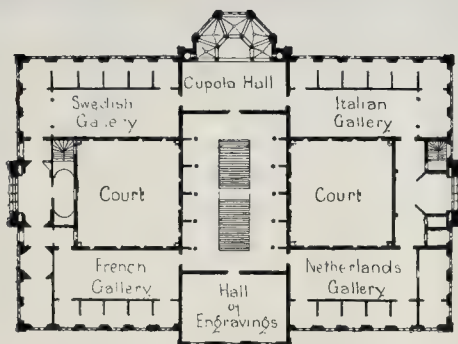 Cupola Hall
Swedish
Gallery
Italian
Gallery
Court
Court
French
Gallery
Netherlands
Gallery
Hall
of
Engravings